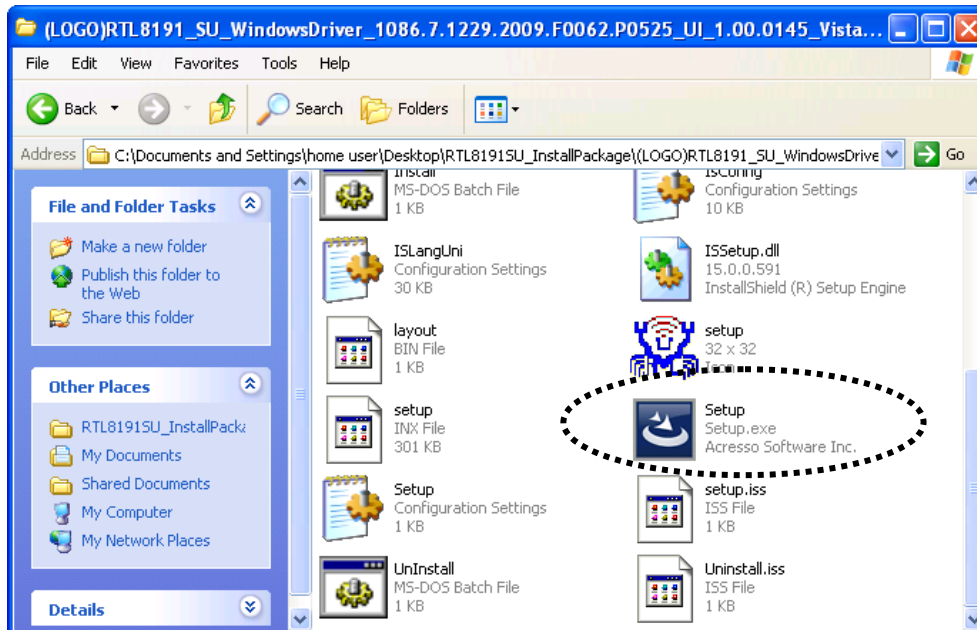 (LOGO)RTL8191_SU_WindowsDriver_1086.7.1229.2009.F0062.P0525_UI_1.00.0145_Vista...
File Edit View Favorites Tools Help
Back Search Folders
Address C:\Documents and Settings\home user\Desktop\RTL8191SU_InstallPackage\(LOGO)RTL8191_SU_WindowsDrive Go
File and Folder Tasks
Make a new folder
Publish this folder to
the Web
Share this folder
Other Places
RTL8191SU_InstallPacka
My Documents
Shared Documents
My Computer
My Network Places
Details
Install
MS-DOS Batch File
1 KB
IsConfig
Configuration Settings
10 KB
ISLangUni
Configuration Settings
30 KB
ISSetup.dll
15.0.0.591
InstallShield (R) Setup Engine
layout
BIN File
1 KB
setup
32 x 32
Icon
setup
INX File
301 KB
Setup
Setup.exe
Acresso Software Inc.
Setup
Configuration Settings
1 KB
setup.iss
ISS File
1 KB
UnInstall
MS-DOS Batch File
1 KB
Uninstall.iss
ISS File
1 KB